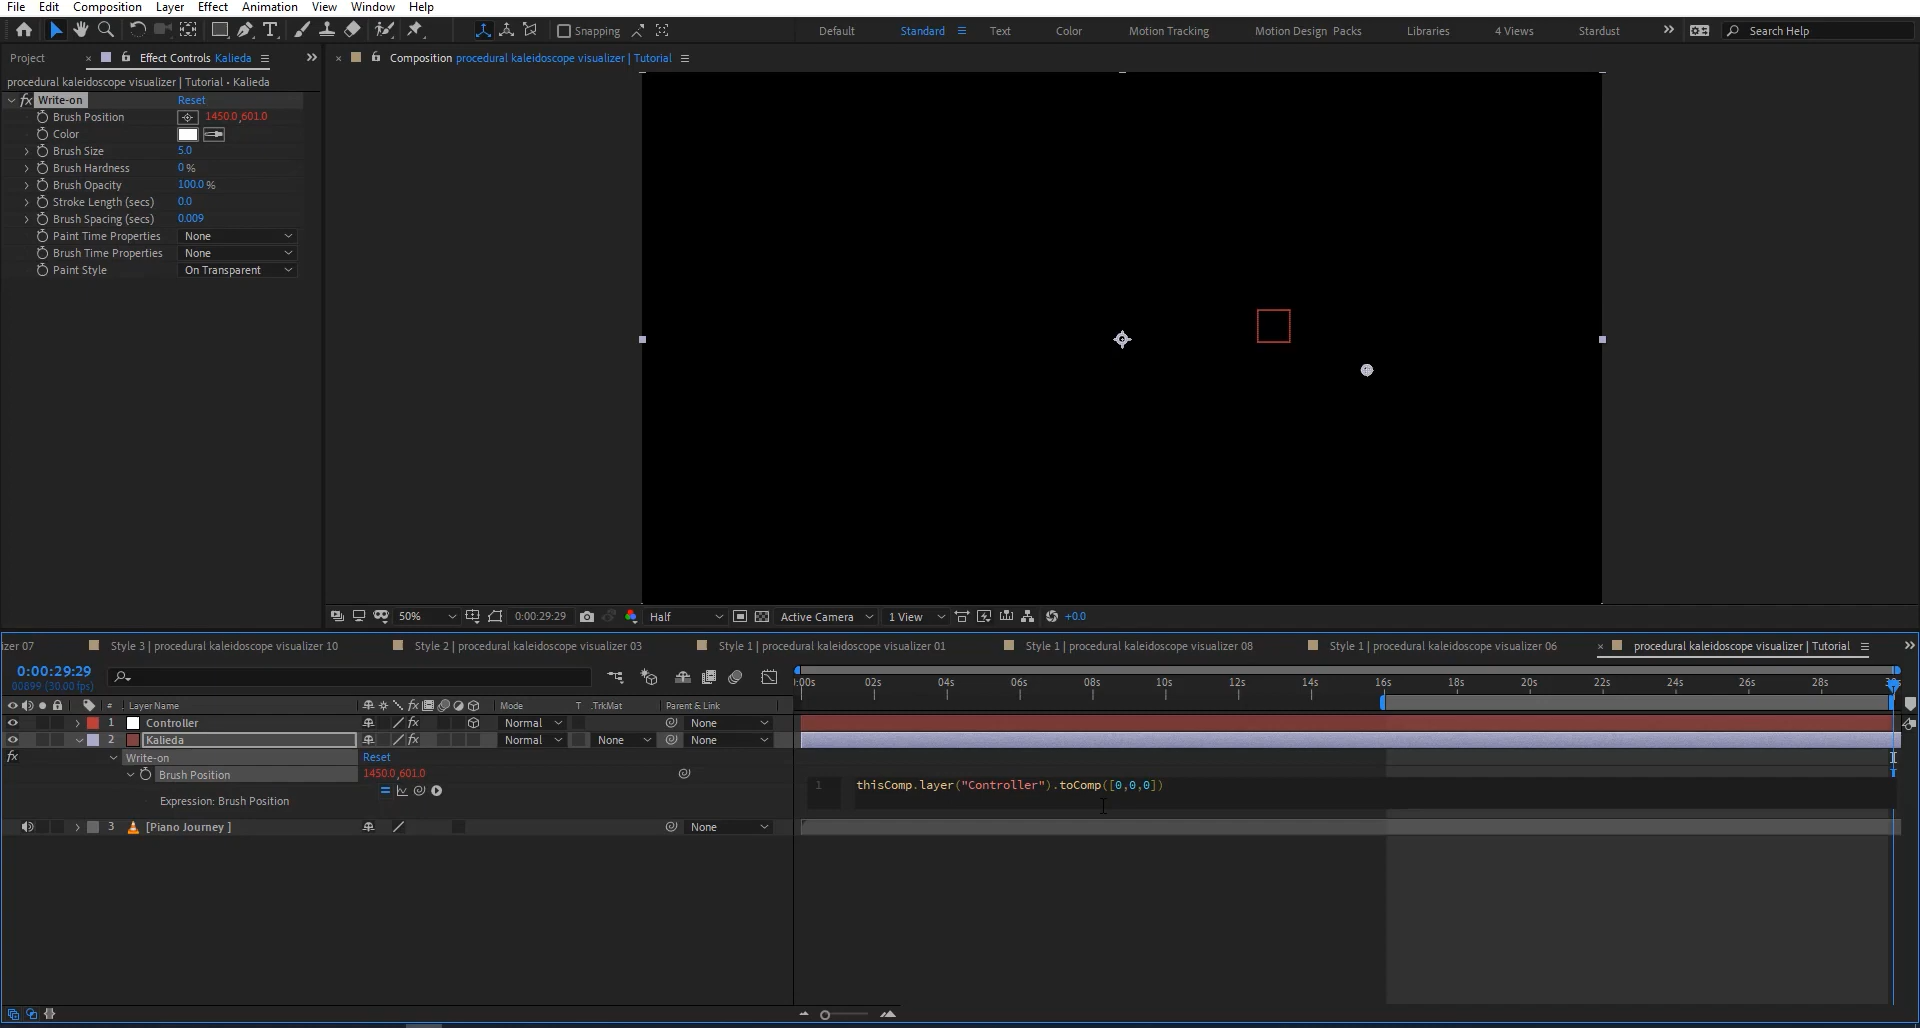 File Edit Composition Layer Effect Animation View Window Help
Snapping Default Standard Text Color Motion Tracking Motion Design Packs Libraries 4 Views Stardust Search Help
Project Effect Controls Kalieda Composition procedural kaleidoscope visualizer | Tutorial
procedural kaleidoscope visualizer | Tutorial • Kalieda
fx Write-on Reset
Brush Position 1450.0,601.0
Color
Brush Size 5.0
Brush Hardness 0 %
Brush Opacity 100.0 %
Stroke Length (secs) 0.0
Brush Spacing (secs) 0.009
Paint Time Properties None
Brush Time Properties None
Paint Style On Transparent
50% 0:00:29:29 Half Active Camera 1 View +0.0
izer 07 Style 3 | procedural kaleidoscope visualizer 10 Style 2 | procedural kaleidoscope visualizer 03 Style 1 | procedural kaleidoscope visualizer 01 Style 1 | procedural kaleidoscope visualizer 08 Style 1 | procedural kaleidoscope visualizer 06 procedural kaleidoscope visualizer | Tutorial
0:00:29:29
00899 (30.00 fps)
:00s 02s 04s 06s 08s 10s 12s 14s 16s 18s 20s 22s 24s 26s 28s
# Layer Name fx Mode T .TrkMat Parent & Link
1 Controller fx Normal None
2 Kalieda fx Normal None None
fx Write-on Reset
Brush Position 1450.0,601.0
Expression: Brush Position
1 thisComp.layer("Controller").toComp([0,0,0])
3 [Piano Journey ] None